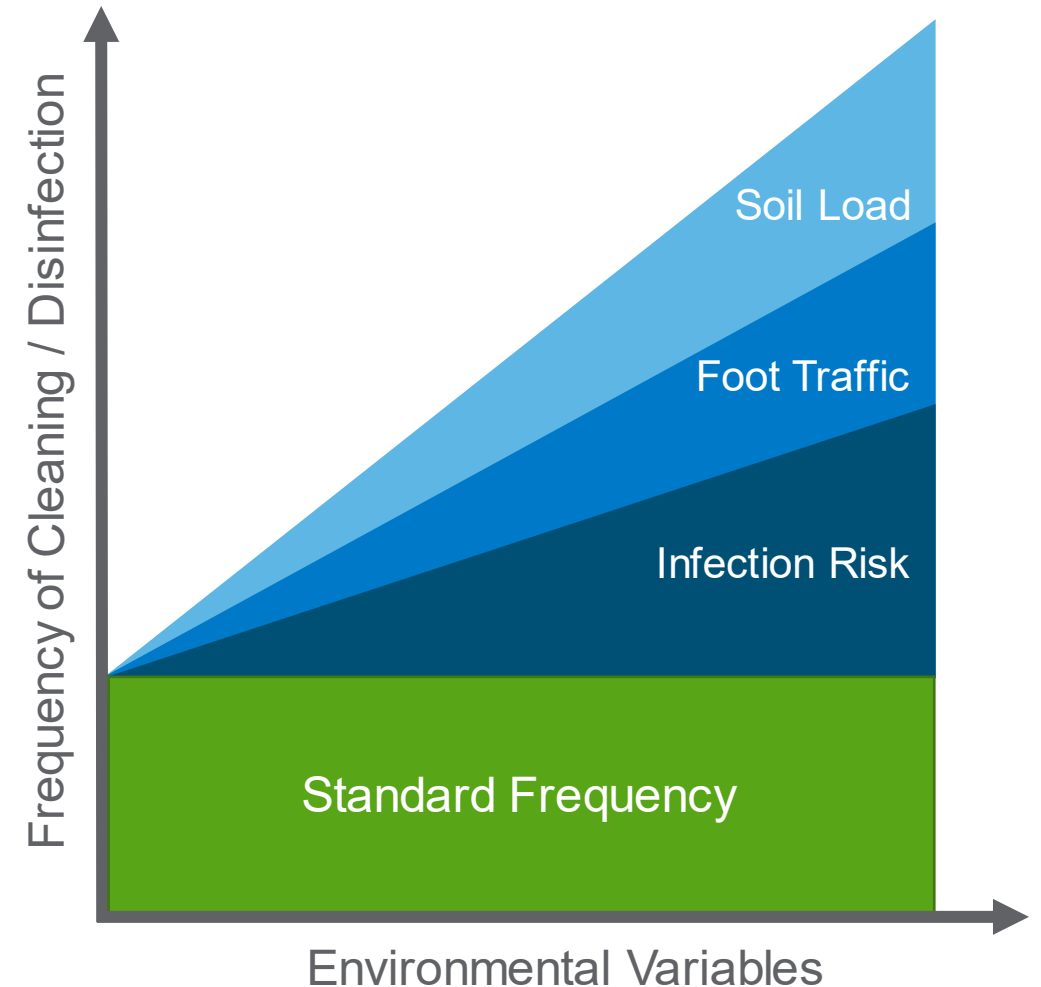 Frequency of Cleaning / Disinfection
Soil Load
Foot Traffic
Infection Risk
Standard Frequency
Environmental Variables